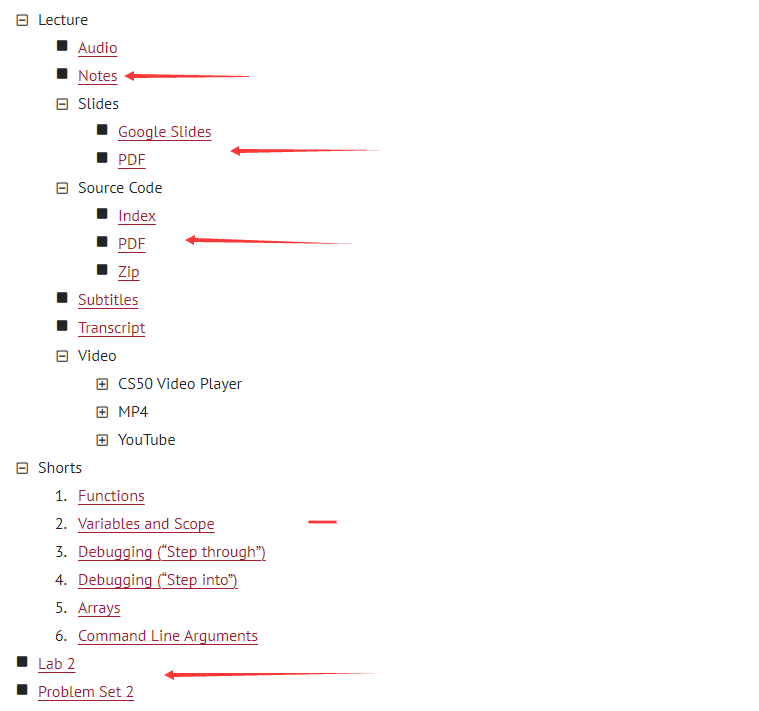 Lecture
Audio
Notes
Slides
Google Slides
PDF
Source Code
Index
PDF
Zip
Subtitles
Transcript
Video
CS50 Video Player
MP4
YouTube
Shorts
1. Functions
2. Variables and Scope
3. Debugging (“Step through”)
4. Debugging (“Step into”)
5. Arrays
6. Command Line Arguments
Lab 2
Problem Set 2